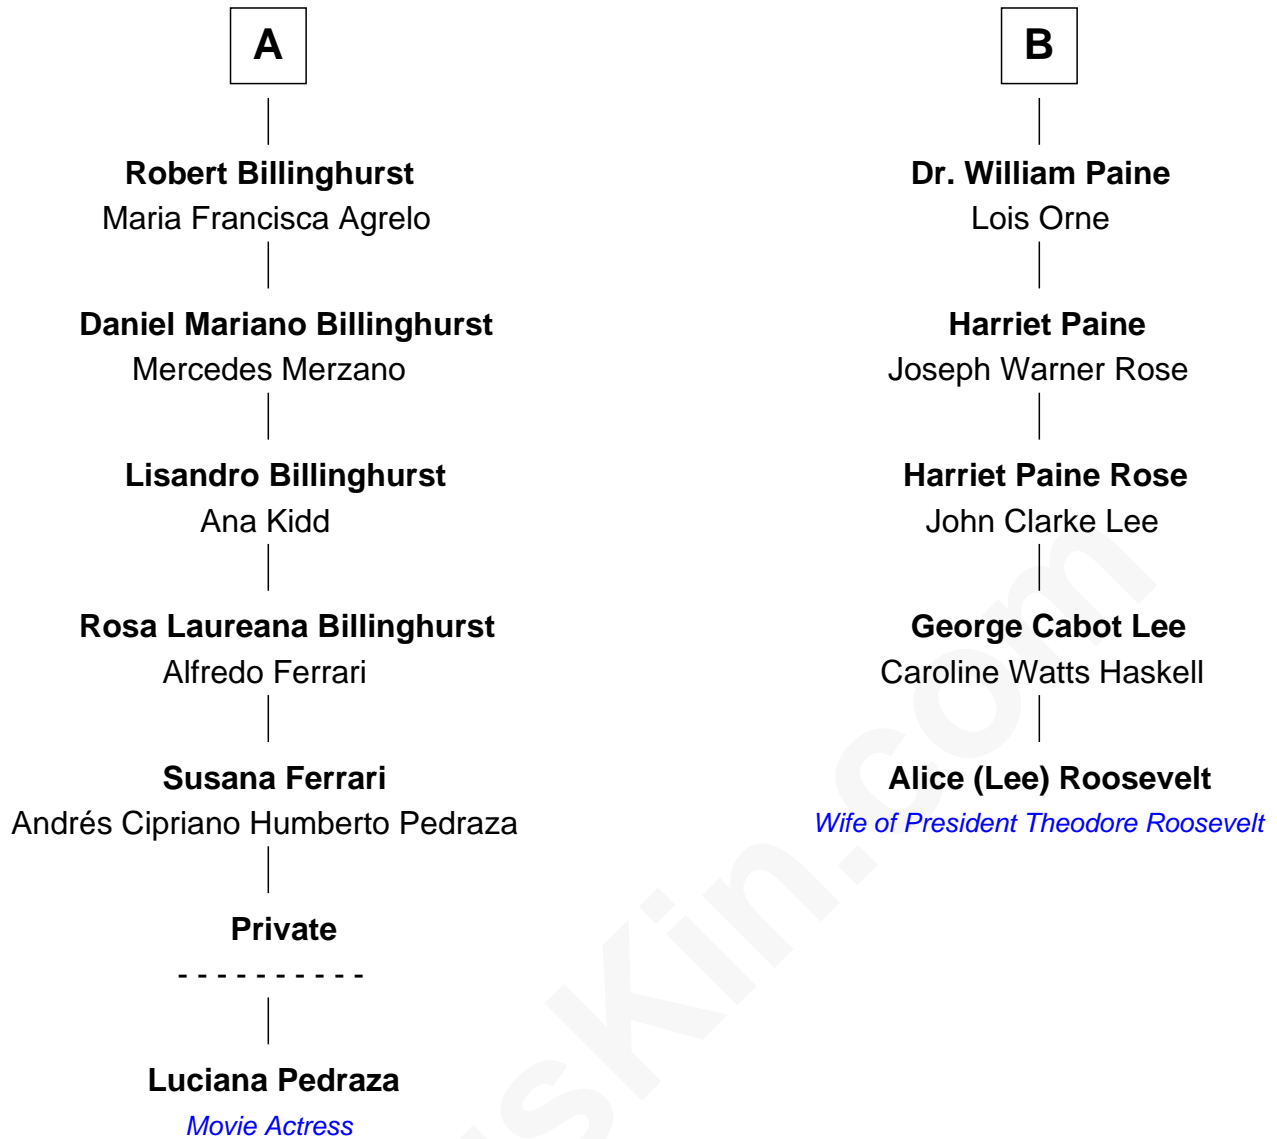 A
Robert Billinghurst
Maria Francisca Agrelo
Daniel Mariano Billinghurst
Mercedes Merzano
Lisandro Billinghurst
Ana Kidd
Rosa Laureana Billinghurst
Alfredo Ferrari
Susana Ferrari
Andrés Cipriano Humberto Pedraza
Private
- - - - - - - - - -
Luciana Pedraza
Movie Actress
B
Dr. William Paine
Lois Orne
Harriet Paine
Joseph Warner Rose
Harriet Paine Rose
John Clarke Lee
George Cabot Lee
Caroline Watts Haskell
Alice (Lee) Roosevelt
Wife of President Theodore Roosevelt
sKin.com